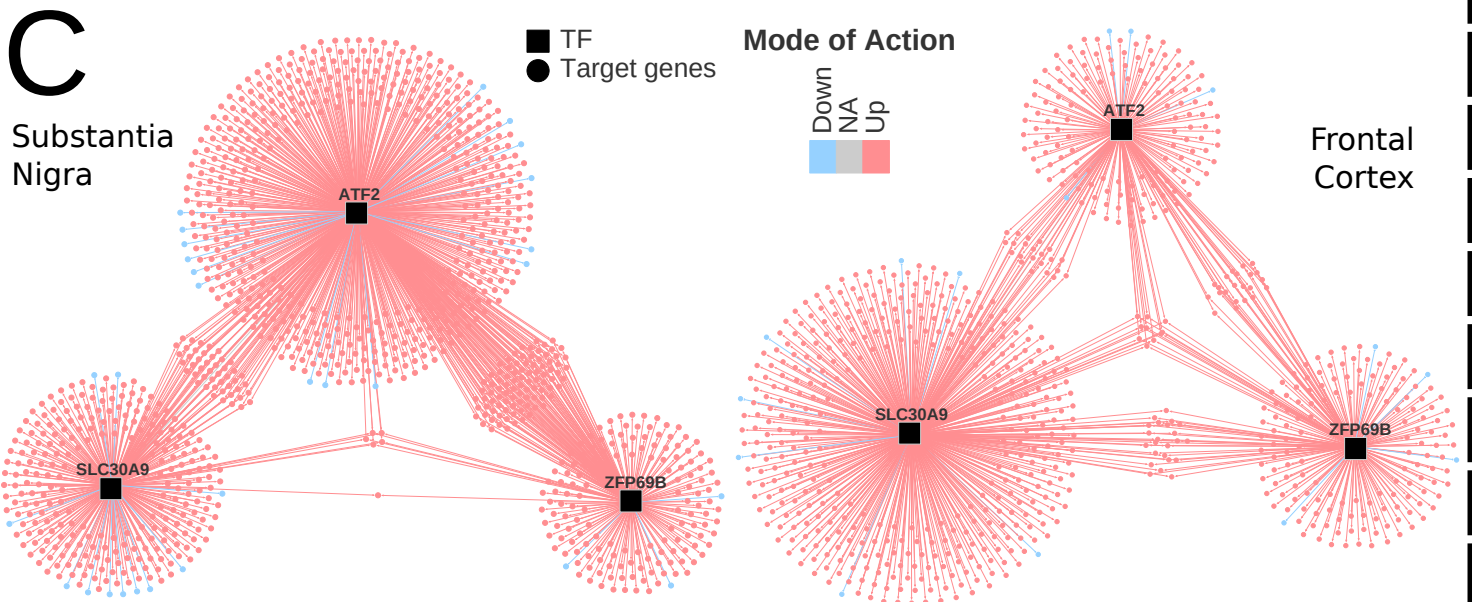 C
Substantia
Nigra
TF
Target genes
Mode of Action
Down
NA
Up
Frontal
Cortex
ATF2
SLC30A9
ZFP69B
ATF2
SLC30A9
ZFP69B